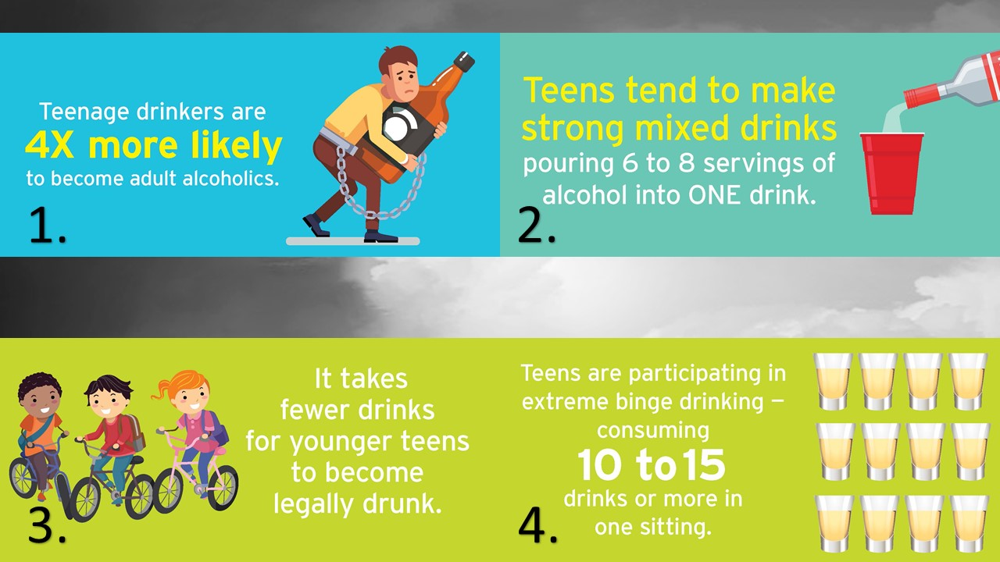 Teenage drinkers are
4X more likely
to become adult alcoholics.
1.
Teens tend to make
strong mixed drinks
pouring 6 to 8 servings of
alcohol into ONE drink.
2.
It takes
fewer drinks
for younger teens
to become
legally drunk.
3.
Teens are participating in
extreme binge drinking –
consuming
10 to 15
drinks or more in
one sitting.
4.